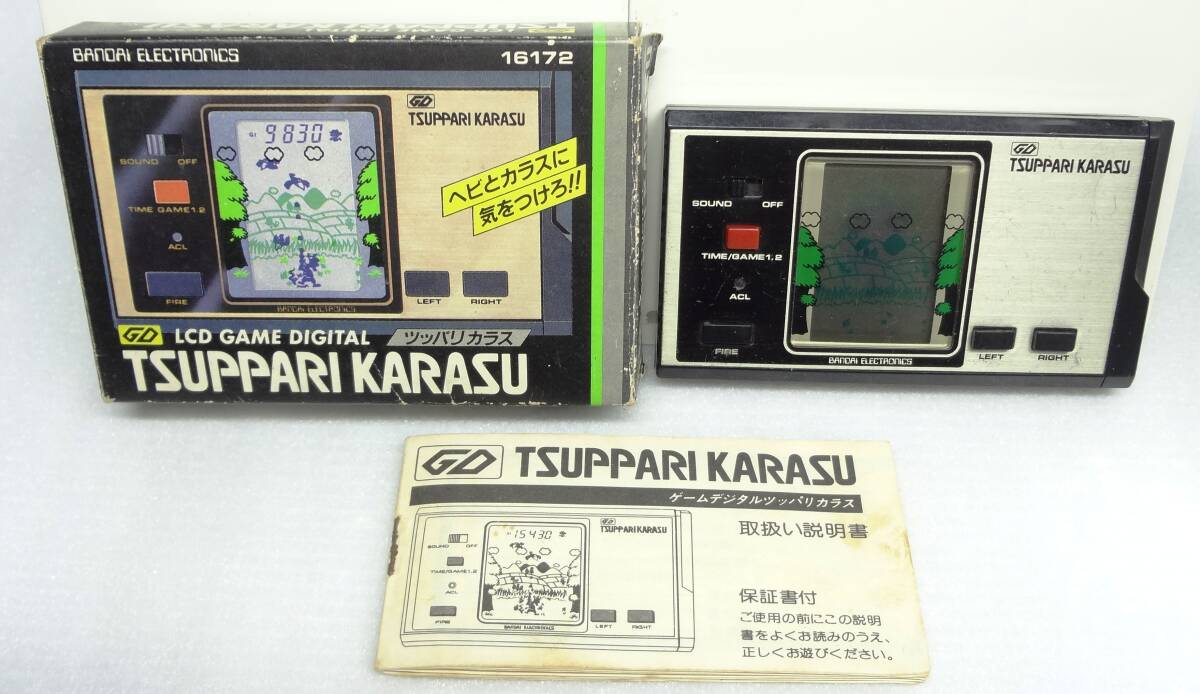 BANDAI ELECTRONICS
16172
G1 9830
GD
TSUPPARI KARASU
SOUND OFF
TIME GAME1.2
ACL
FIRE
ヘビとカラスに
気をつけろ!!
LEFT RIGHT
BANDAI ELECTRONICS
GD LCD GAME DIGITAL ツッパリカラス
TSUPPARI KARASU
GD
TSUPPARI KARASU
SOUND OFF
TIME/GAME1.2
ACL
FIRE
LEFT RIGHT
BANDAI ELECTRONICS
GD TSUPPARI KARASU
ゲームデジタルツッパリカラス
15430
GD
TSUPPARI KARASU
SOUND OFF
TIME/GAME1.2
ACL
FIRE
LEFT RIGHT
BANDAI ELECTRONICS
取扱い説明書
保証書付
ご使用の前にこの説明
書をよくお読みのうえ、
正しくお遊びください。